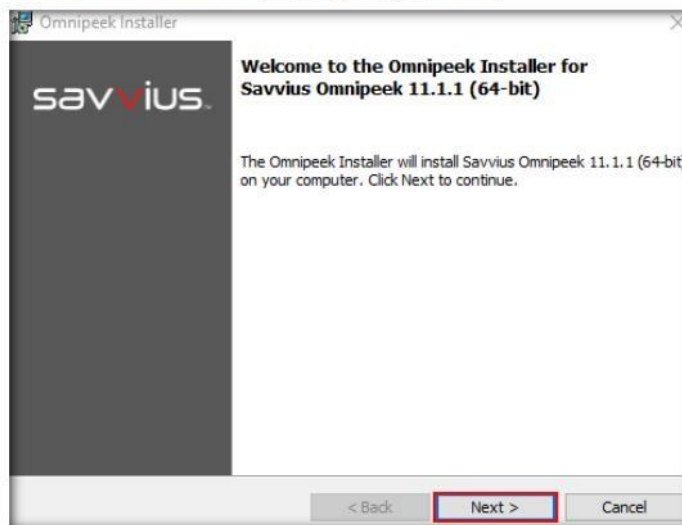 Omnipeek Installer
savvius
Welcome to the Omnipeek Installer for
Savvius Omnipeek 11.1.1 (64-bit)
The Omnipeek Installer will install Savvius Omnipeek 11.1.1 (64-bit
on your computer. Click Next to continue.
< Back
Next >
Cancel